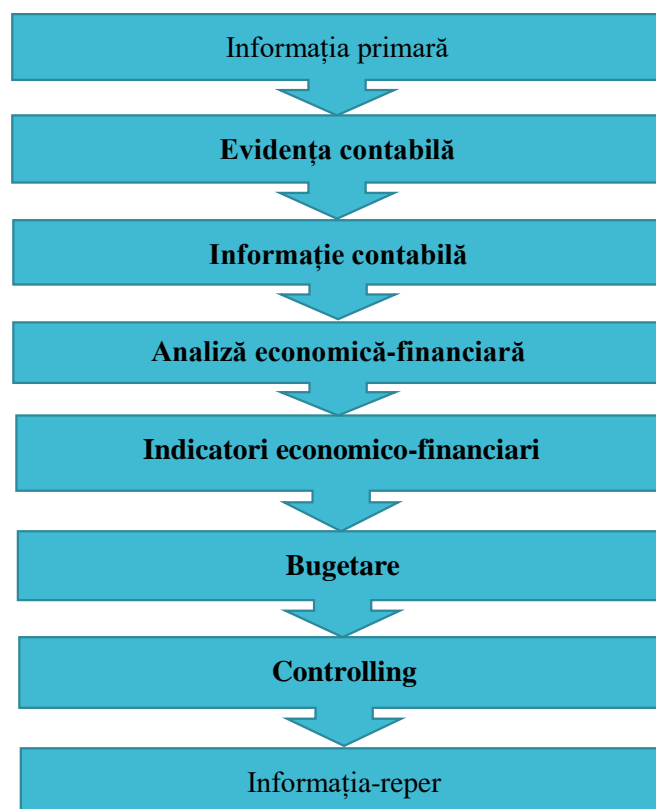 Informația primară
Evidența contabilă
Informație contabilă
Analiză economică-financiară
Indicatori economico-financiari
Bugetare
Controlling
Informația-reper